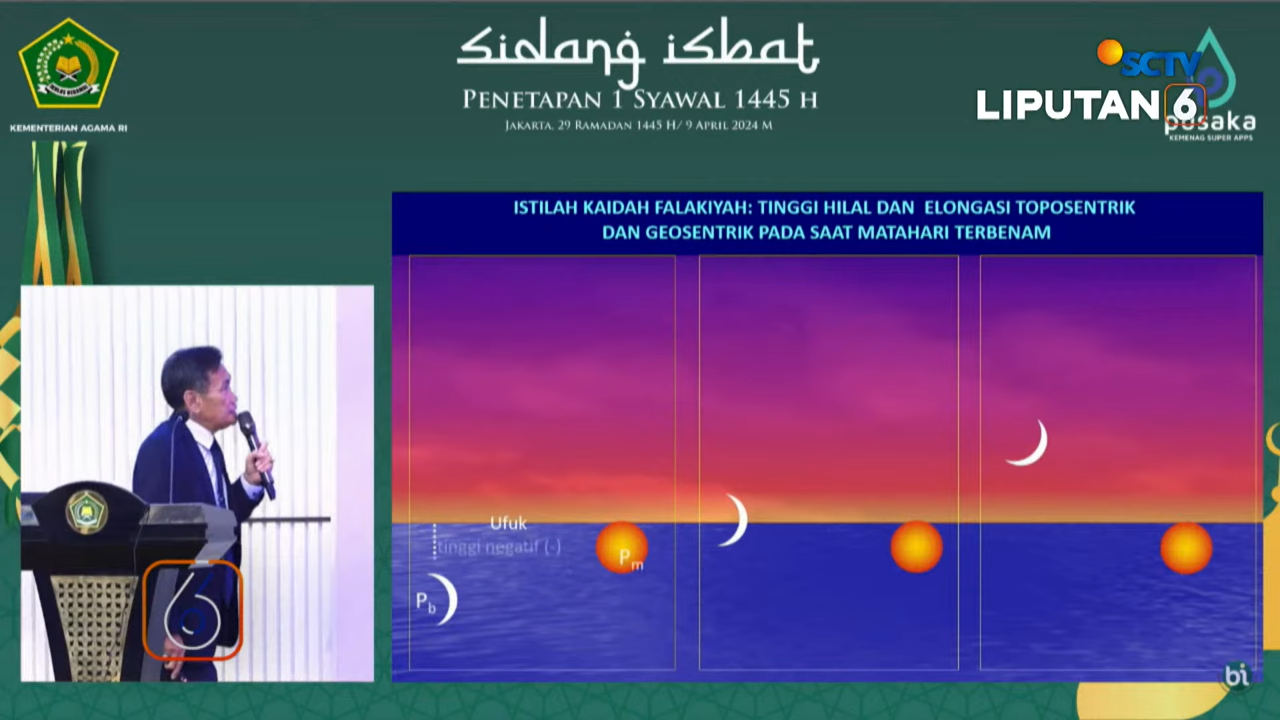 KEMENTERIAN AGAMA RI
sidang isbat
PENETAPAN 1 SYAWAL 1445 H
JAKARTA, 29 RAMADAN 1445 H/ 9 APRIL 2024 M
SCTV
LIPUTAN 6
pusaka
KEMENAG SUPER APPS
ISTILAH KAIDAH FALAKIYAH: TINGGI HILAL DAN ELONGASI TOPOSENTRIK
DAN GEOSENTRIK PADA SAAT MATAHARI TERBENAM
Ufuk
tinggi negatif (-)
Pm
Pb
6
bi